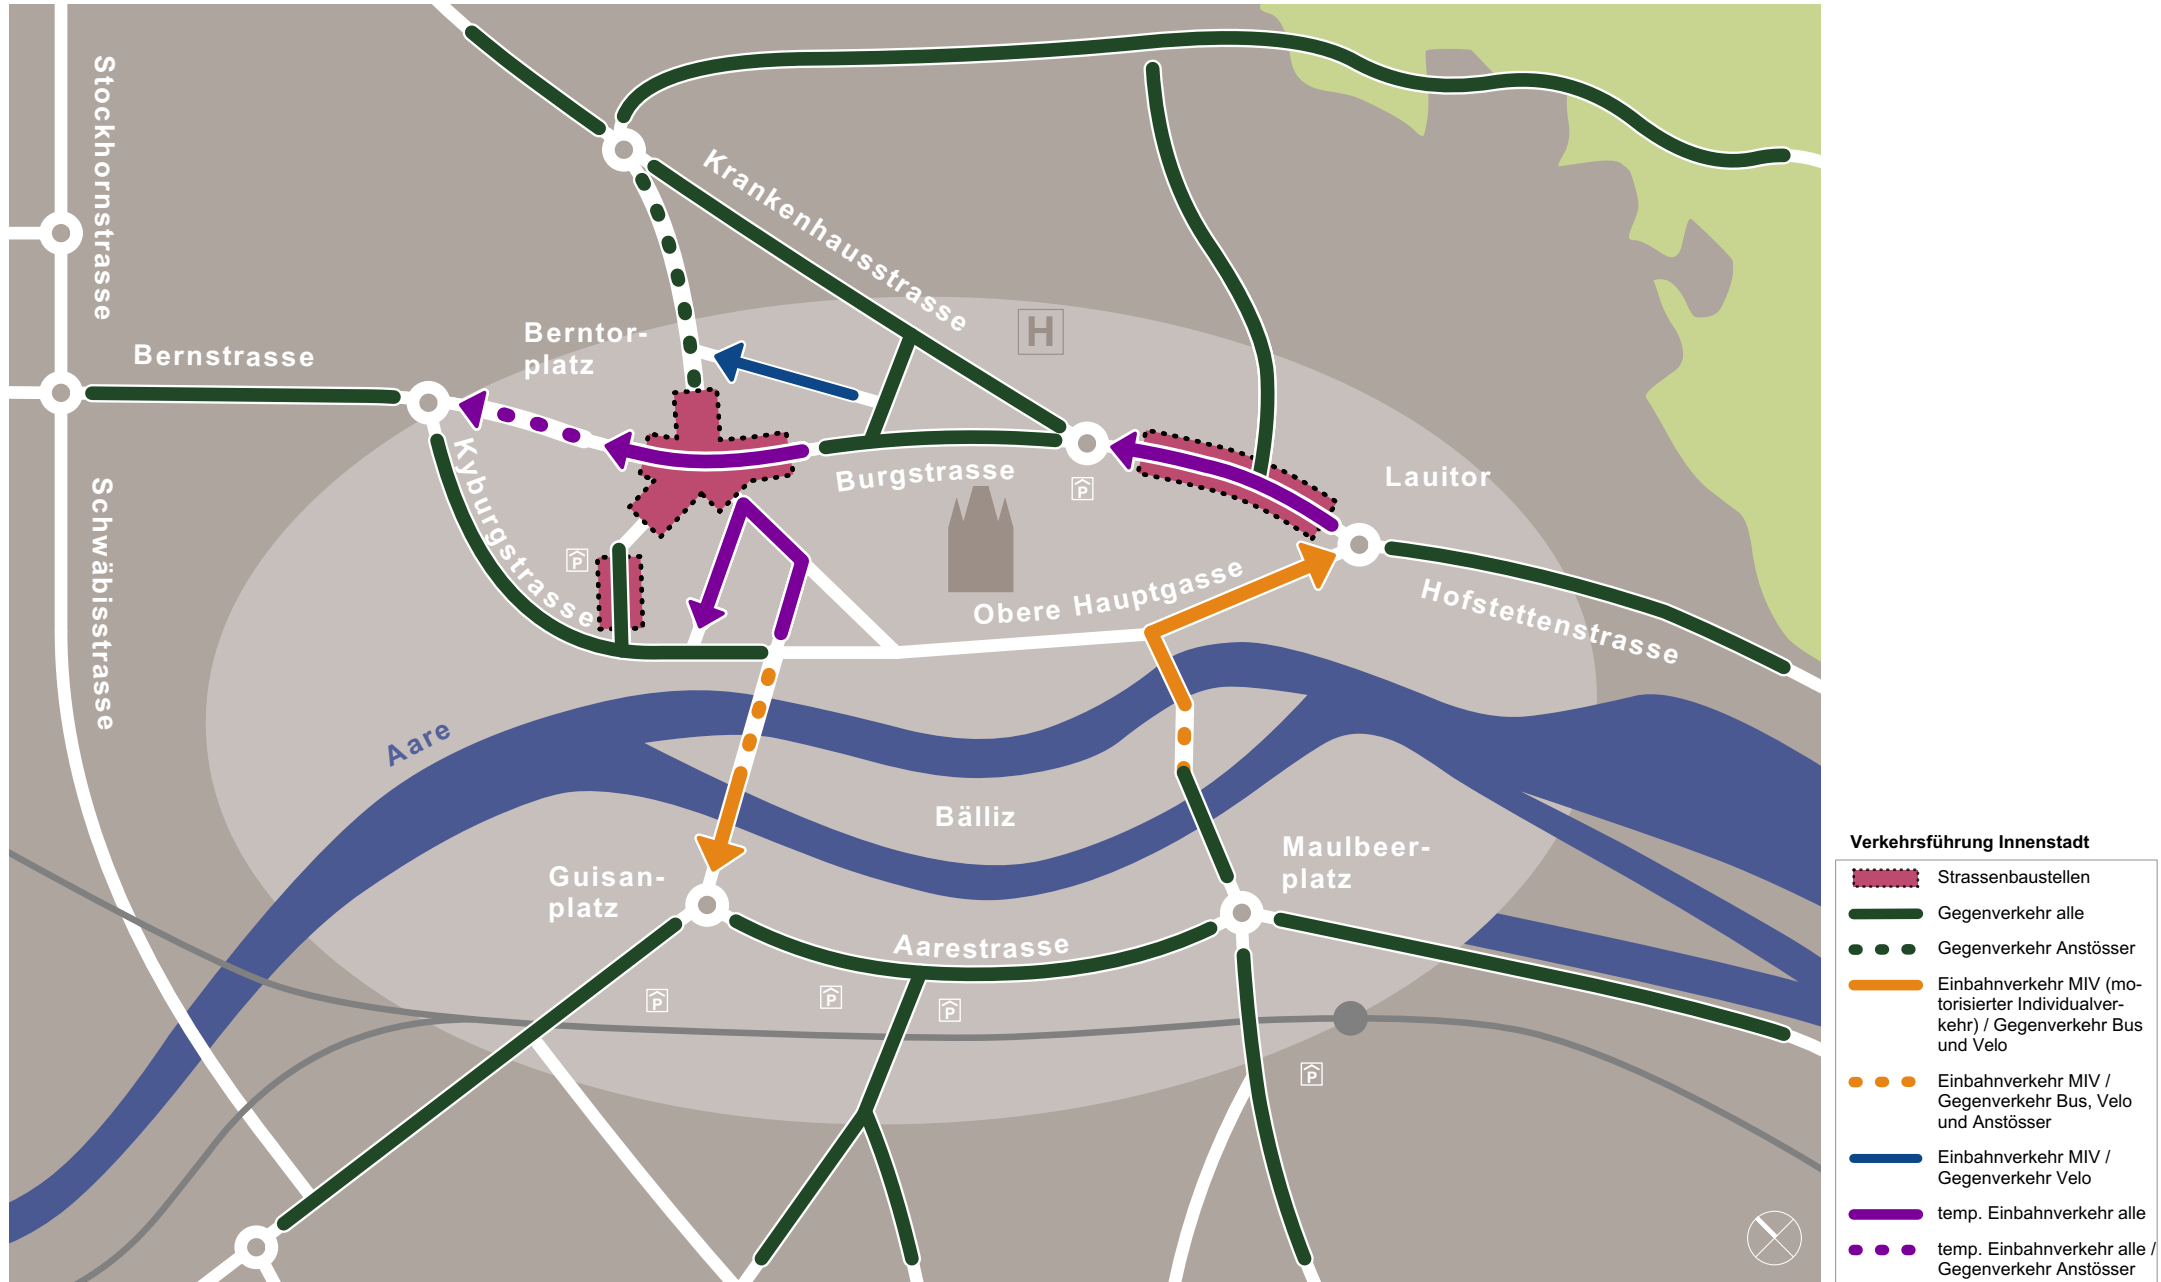 Stockhornstrasse
Krankenhausstrasse
H
Berntor-
platz
Bernstrasse
Kyburgstrasse
Burgstrasse
P
Lauitor
Schwäbisstrasse
P
Obere Hauptgasse
Hofstettenstrasse
Aare
Bälliz
Guisan-
platz
Maulbeer-
platz
Aarestrasse
P
P
P
P
Verkehrsführung Innenstadt
Strassenbaustellen
Gegenverkehr alle
Gegenverkehr Anstösser
Einbahnverkehr MIV (mo-
torisierter Individualver-
kehr) / Gegenverkehr Bus
und Velo
Einbahnverkehr MIV /
Gegenverkehr Bus, Velo
und Anstösser
Einbahnverkehr MIV /
Gegenverkehr Velo
temp. Einbahnverkehr alle
temp. Einbahnverkehr alle /
Gegenverkehr Anstösser